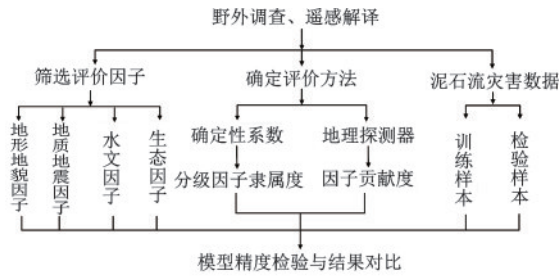 野外调查、遥感解译
筛选评价因子
确定评价方法
泥石流灾害数据
地形地貌因子
地质地震因子
水文因子
生态因子
确定性系数
地理探测器
训练样本
检验样本
分级因子隶属度
因子贡献度
模型精度检验与结果对比